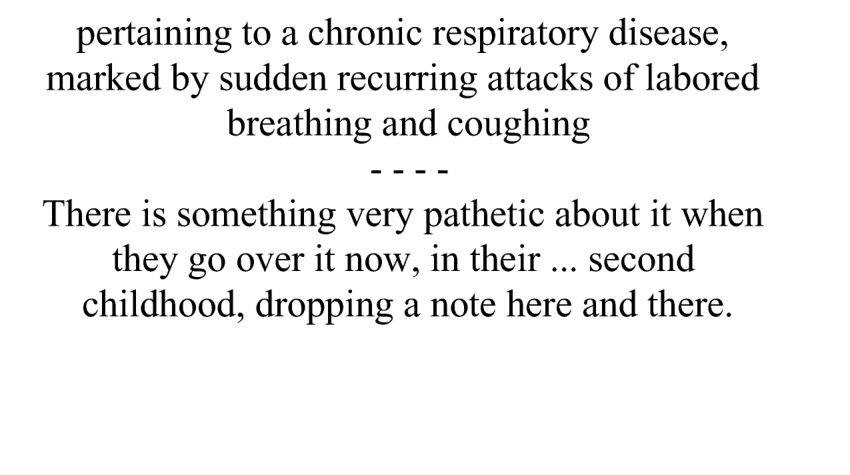 pertaining to a chronic respiratory disease,
marked by sudden recurring attacks of labored
breathing and coughing
- - - -
There is something very pathetic about it when
they go over it now, in their ... second
childhood, dropping a note here and there.